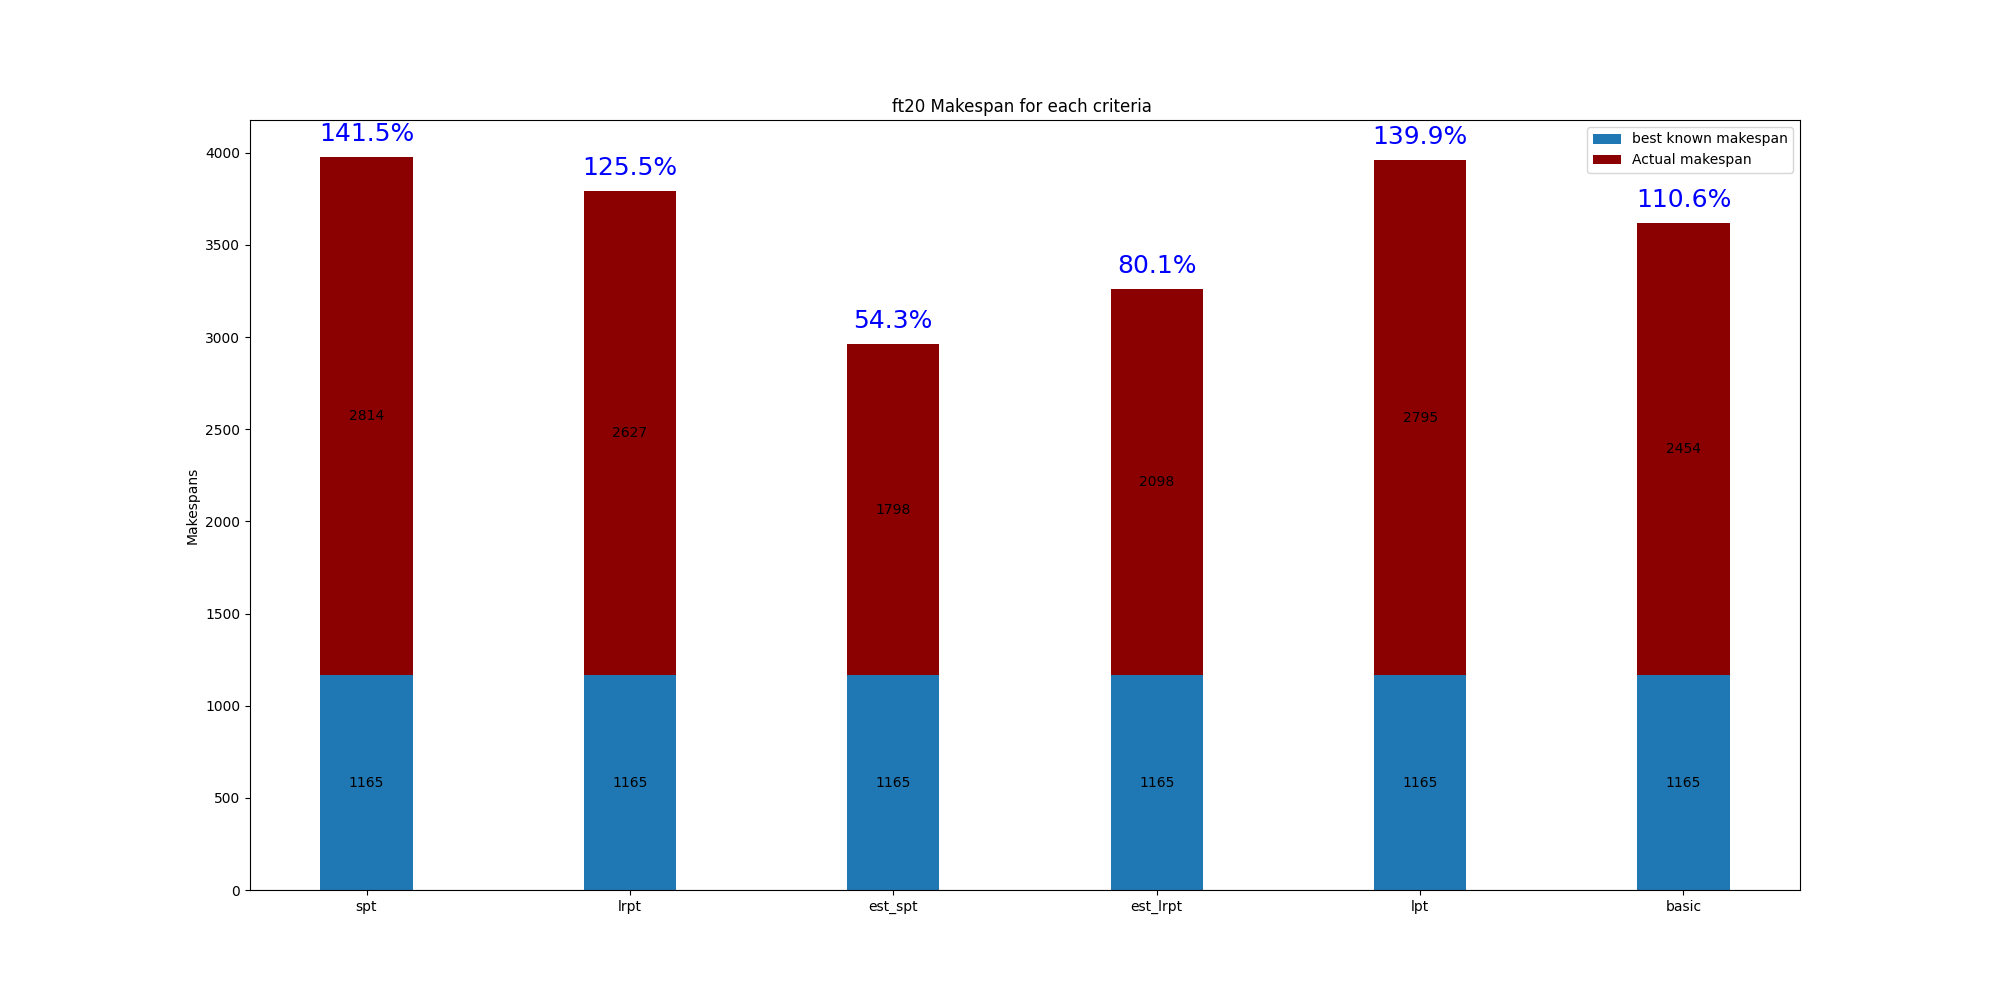 ft20 Makespan for each criteria
best known makespan
Actual makespan
141.5%
125.5%
54.3%
80.1%
139.9%
110.6%
4000
3500
3000
2500
2000
1500
1000
500
0
Makespans
2814
2627
1798
2098
2795
2454
1165
1165
1165
1165
1165
1165
spt
lrpt
est_spt
est_lrpt
lpt
basic